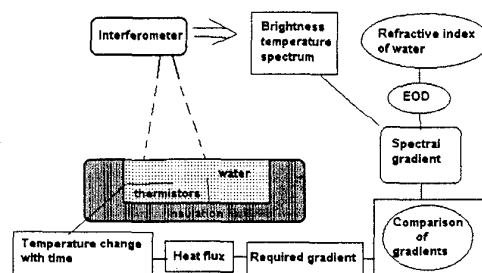 Interferometer
Brightness
temperature
spectrum
Refractive index
of water
EOD
Spectral
gradient
water
thermistors
insulation
Comparison
of
gradients
Temperature change
with time
Heat flux
Required gradient